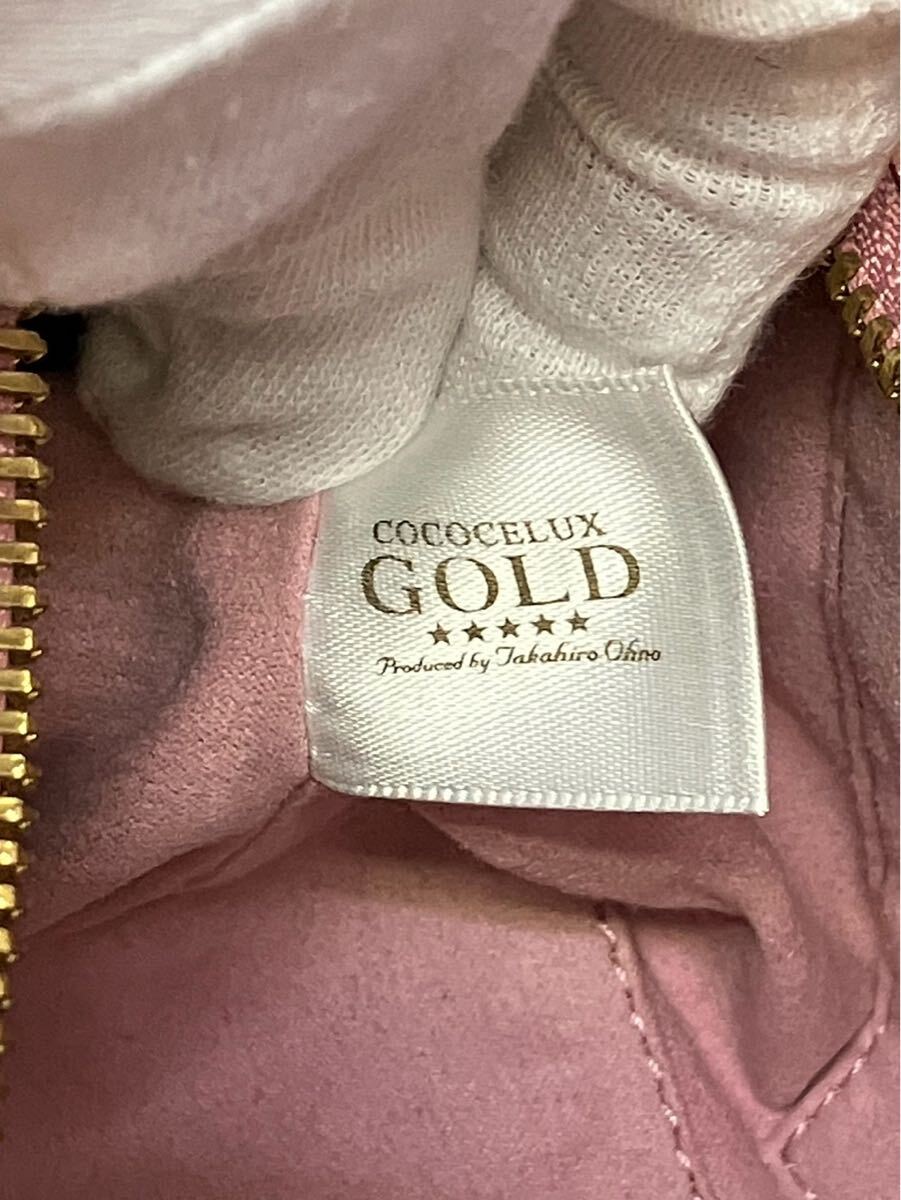 COCOCELUX
GOLD
★★★★★
Produced by Takahiro Ohno